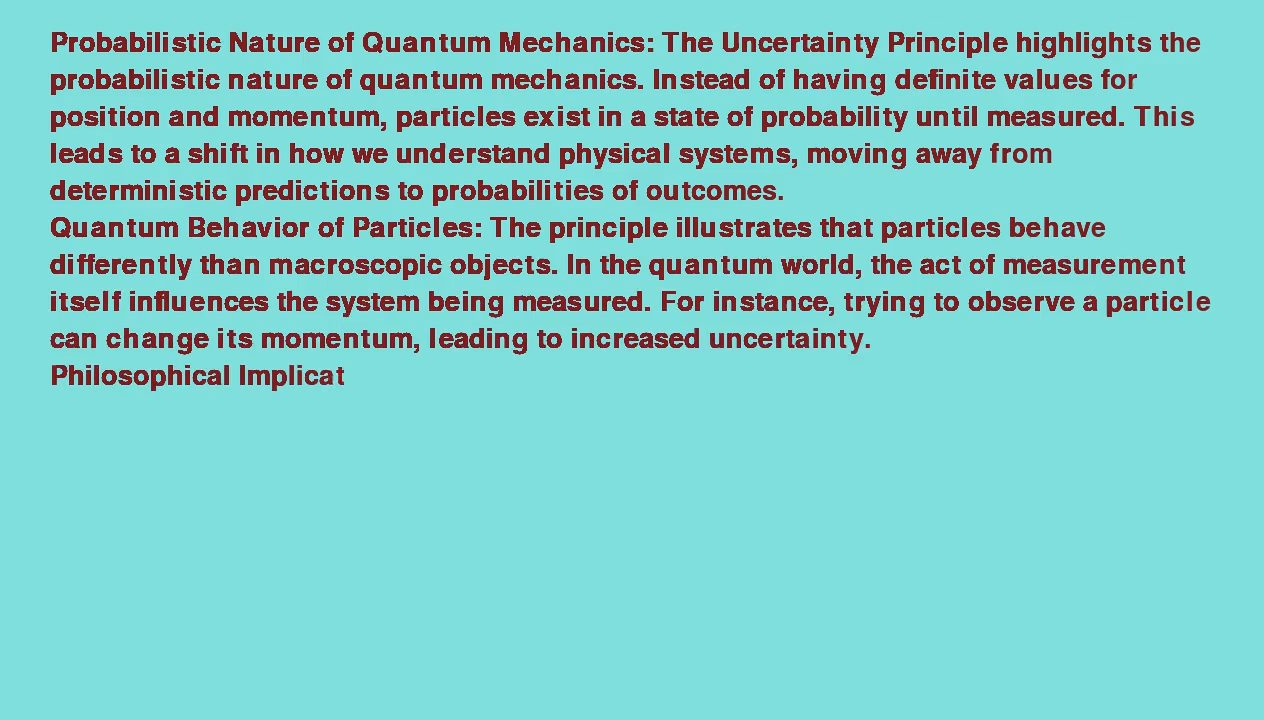 Probabilistic Nature of Quantum Mechanics: The Uncertainty Principle highlights the
probabilistic nature of quantum mechanics. Instead of having definite values for
position and momentum, particles exist in a state of probability until measured. This
leads to a shift in how we understand physical systems, moving away from
deterministic predictions to probabilities of outcomes.
Quantum Behavior of Particles: The principle illustrates that particles behave
differently than macroscopic objects. In the quantum world, the act of measurement
itself influences the system being measured. For instance, trying to observe a particle
can change its momentum, leading to increased uncertainty.
Philosophical Implicat